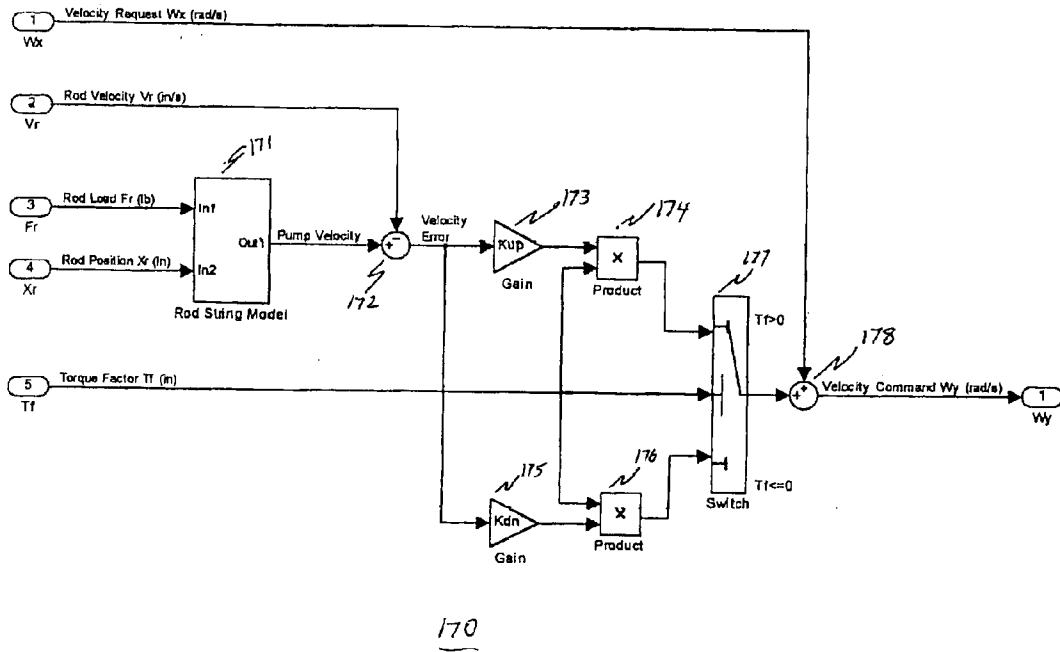 1
Velocity Request Wx (rad/s)
Wx
2
Rod Velocity Vr (in/s)
Vr
171
3
Rod Load Fr (lb)
Fr
In1
Out1
Pump Velocity
4
Rod Position Xr (in)
Xr
In2
Rod String Model
+
-
172
Velocity
Error
173
Kup
Gain
174
X
Product
177
Tf>0
178
5
Torque Factor Tf (in)
Tf
+
+
Velocity Command Wy (rad/s)
1
Wy
175
Kdn
Gain
176
X
Product
Tf<=0
Switch
170